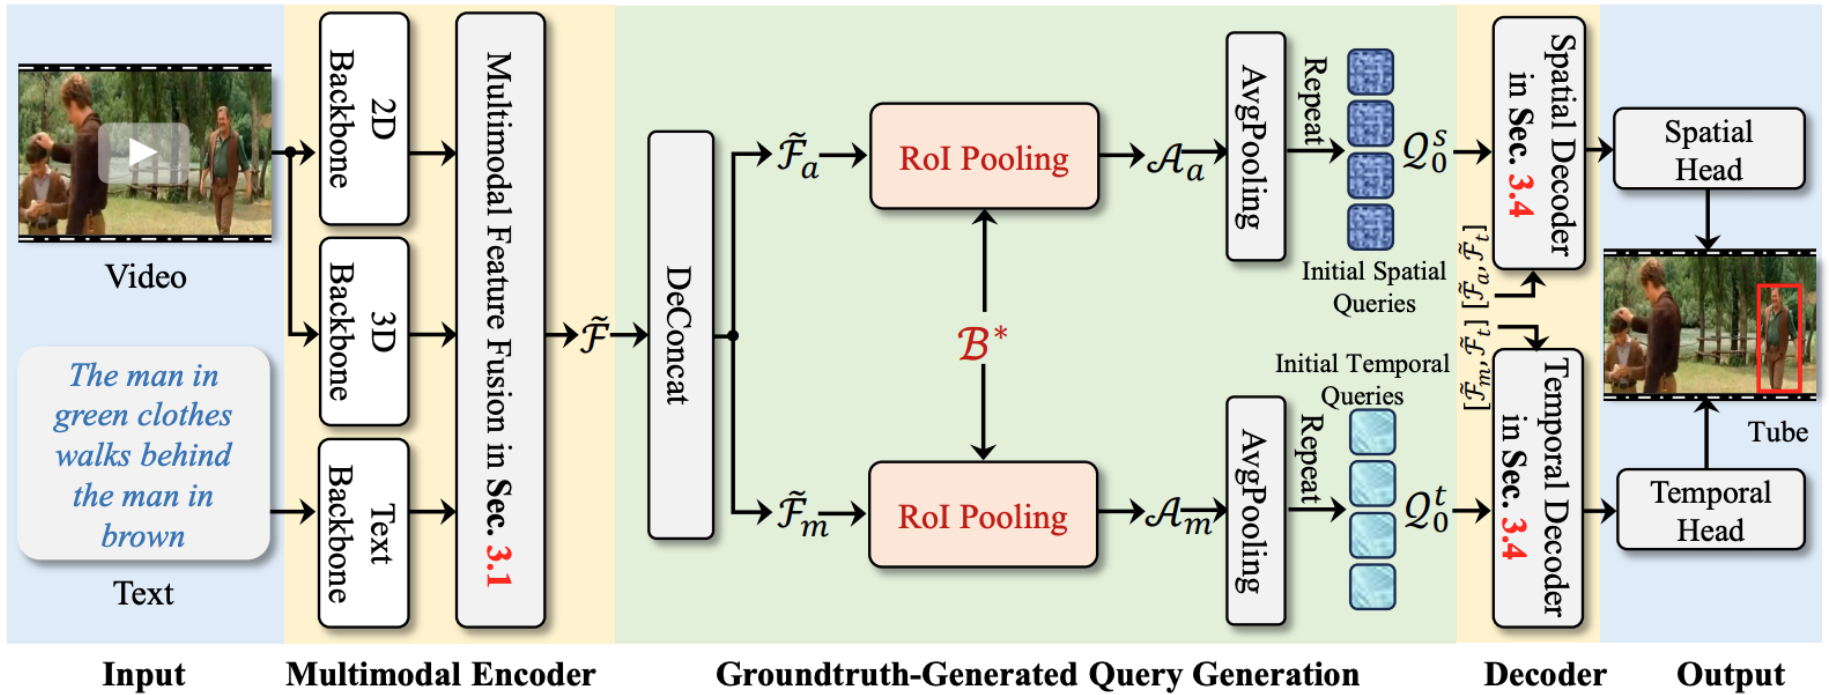 Video
The man in
green clothes
walks behind
the man in
brown
Text
2D
Backbone
3D
Backbone
Text
Backbone
Multimodal Feature Fusion in Sec. 3.1
F̃
DeConcat
F̃a
RoI Pooling
Aa
AvgPooling
Repeat
Q0s
Initial Spatial
Queries
B*
Initial Temporal
Queries
F̃m
RoI Pooling
Am
AvgPooling
Repeat
Q0t
[F̃a, F̃t]
[F̃m, F̃t]
Spatial Decoder
in Sec. 3.4
Temporal Decoder
in Sec. 3.4
Spatial
Head
Tube
Temporal
Head
Input
Multimodal Encoder
Groundtruth-Generated Query Generation
Decoder
Output